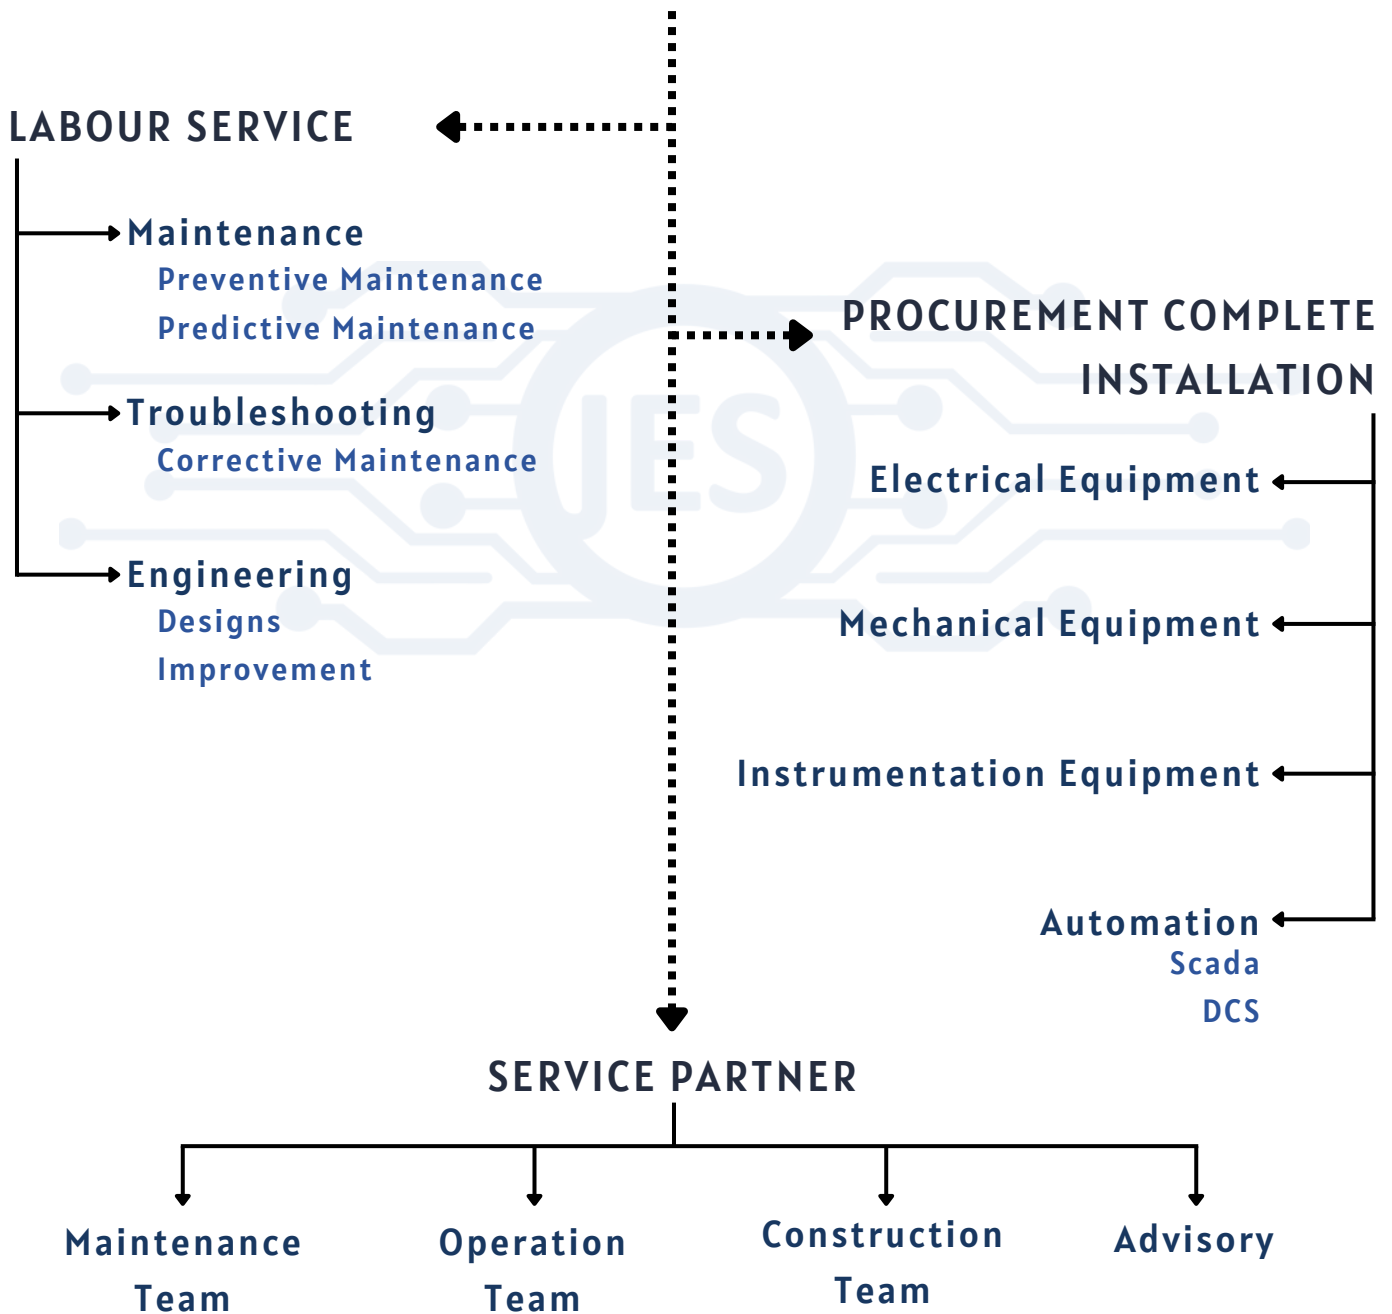 LABOUR SERVICE
Maintenance
Preventive Maintenance
Predictive Maintenance
Troubleshooting
Corrective Maintenance
Engineering
Designs
Improvement
JES
PROCUREMENT COMPLETE
INSTALLATION
Electrical Equipment
Mechanical Equipment
Instrumentation Equipment
Automation
Scada
DCS
SERVICE PARTNER
Maintenance
Team
Operation
Team
Construction
Team
Advisory